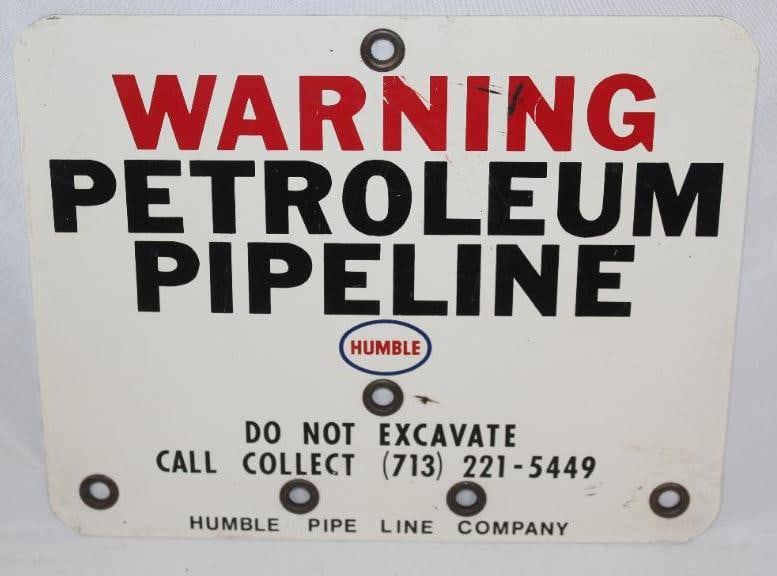 WARNING
PETROLEUM
PIPELINE
HUMBLE
DO NOT EXCAVATE
CALL COLLECT (713) 221-5449
HUMBLE PIPE LINE COMPANY